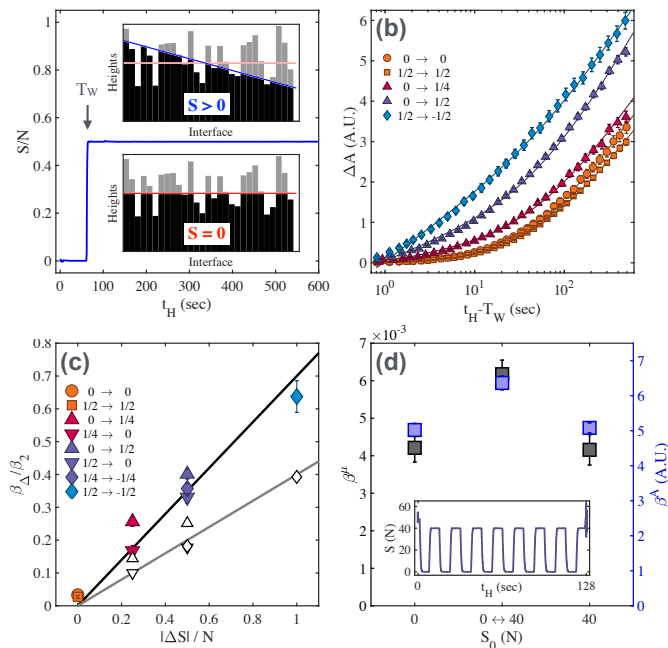 (a)
S/N
1
0.8
0.6
0.4
0.2
0
T_W
Heights
S > 0
Interface
Heights
S = 0
Interface
0 100 200 300 400 500 600
t_H (sec)
(b)
ΔA (A.U.)
6
5
4
3
2
1
0
0 → 0
1/2 → 1/2
0 → 1/4
0 → 1/2
1/2 → -1/2
10^0 10^1 10^2
t_H-T_W (sec)
(c)
β_Δ/β_2
0.8
0.7
0.6
0.5
0.4
0.3
0.2
0.1
0
0 → 0
1/2 → 1/2
0 → 1/4
1/4 → 0
0 → 1/2
1/2 → 0
1/4 → -1/4
1/2 → -1/2
0 0.2 0.4 0.6 0.8 1
|ΔS| / N
×10^-3
(d)
β^μ
7
6
5
4
3
2
1
0
β^A (A.U.)
7
6
5
4
3
2
1
0
S (N)
60
40
20
0
0 128
t_H (sec)
0 0 ↔ 40 40
S_0 (N)